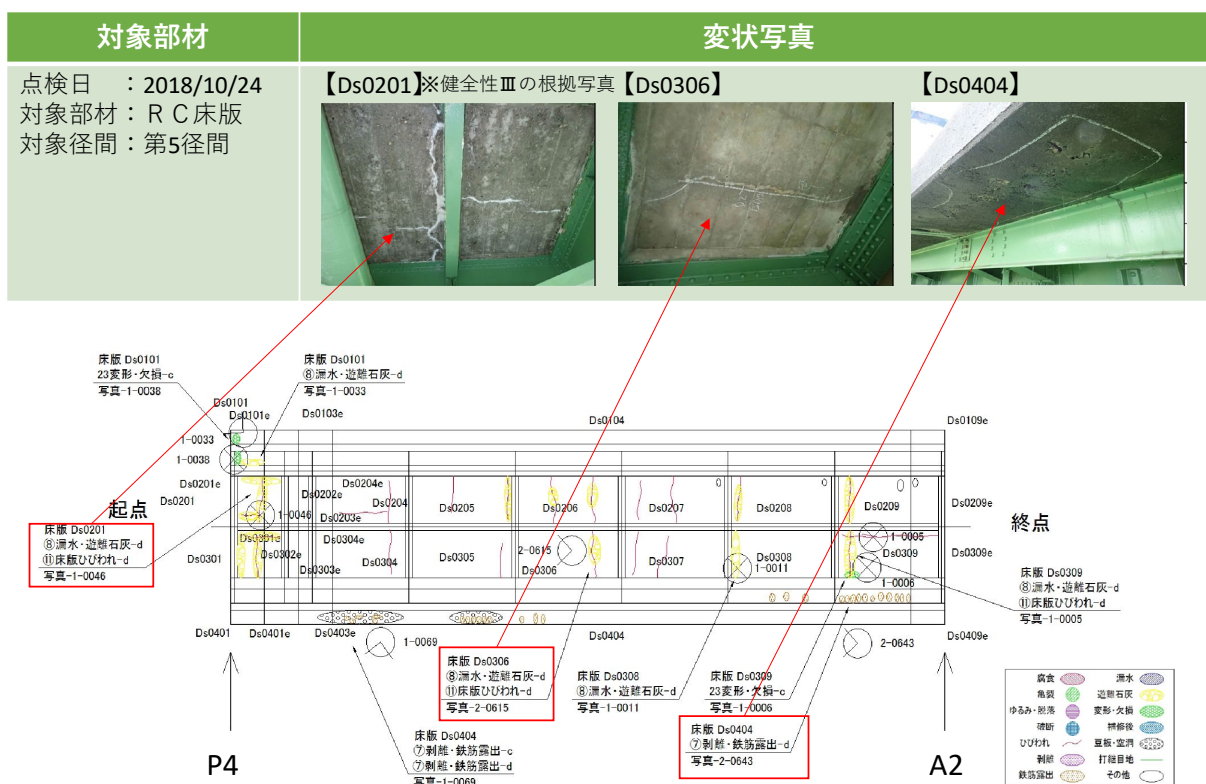 対象部材
変状写真
点検日 ：2018/10/24
対象部材：ＲＣ床版
対象径間：第5径間
【Ds0201】※健全性Ⅲの根拠写真
【Ds0306】
【Ds0404】
床版 Ds0101
23変形・欠損-c
写真-1-0038
床版 Ds0101
⑧漏水・遊離石灰-d
写真-1-0033
Ds0101
Ds0101e
Ds0103e
Ds0104
Ds0109e
1-0033
1-0038
Ds0201e
Ds0201
起点
Ds0202e
Ds0204e
Ds0204
Ds0203e
Ds0205
Ds0206
Ds0207
Ds0208
Ds0209
Ds0209e
終点
1-0046
床版 Ds0201
⑧漏水・遊離石灰-d
⑪床版ひびわれ-d
写真-1-0046
Ds0301
Ds0301e
Ds0302e
Ds0303e
Ds0304e
Ds0304
Ds0305
2-0615
Ds0306
Ds0307
Ds0308
1-0011
1-0005
Ds0309
1-0006
Ds0309e
床版 Ds0309
⑧漏水・遊離石灰-d
⑪床版ひびわれ-d
写真-1-0005
Ds0401
Ds0401e
Ds0403e
1-0069
Ds0404
2-0643
Ds0409e
床版 Ds0306
⑧漏水・遊離石灰-d
⑪床版ひびわれ-d
写真-2-0615
床版 Ds0308
⑧漏水・遊離石灰-d
写真-1-0011
床版 Ds0309
23変形・欠損-c
写真-1-0006
床版 Ds0404
⑦剥離・鉄筋露出-d
写真-2-0643
床版 Ds0404
⑦剥離・鉄筋露出-c
⑦剥離・鉄筋露出-d
写真-1-0069
P4
A2
腐食 漏水
亀裂 遊離石灰
ゆるみ・脱落 変形・欠損
破断 補修後
ひびわれ 豆板・空洞
剥離 打継目地
鉄筋露出 その他